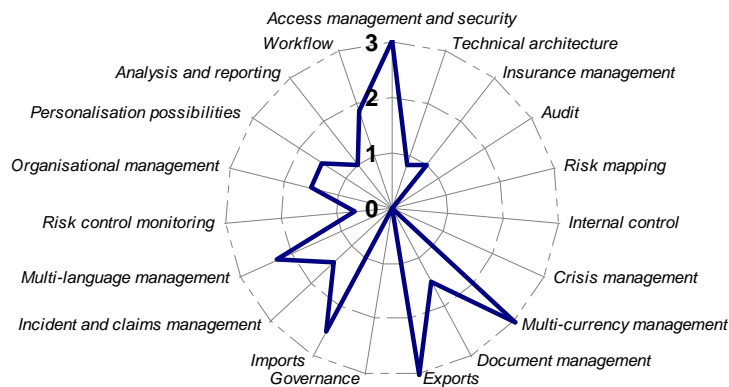 Access management and security
Workflow
3
Technical architecture
Analysis and reporting
Insurance management
Personalisation possibilities
2
Audit
1
Organisational management
Risk mapping
0
Risk control monitoring
Internal control
Multi-language management
Crisis management
Incident and claims management
Multi-currency management
Imports
Document management
Governance
Exports